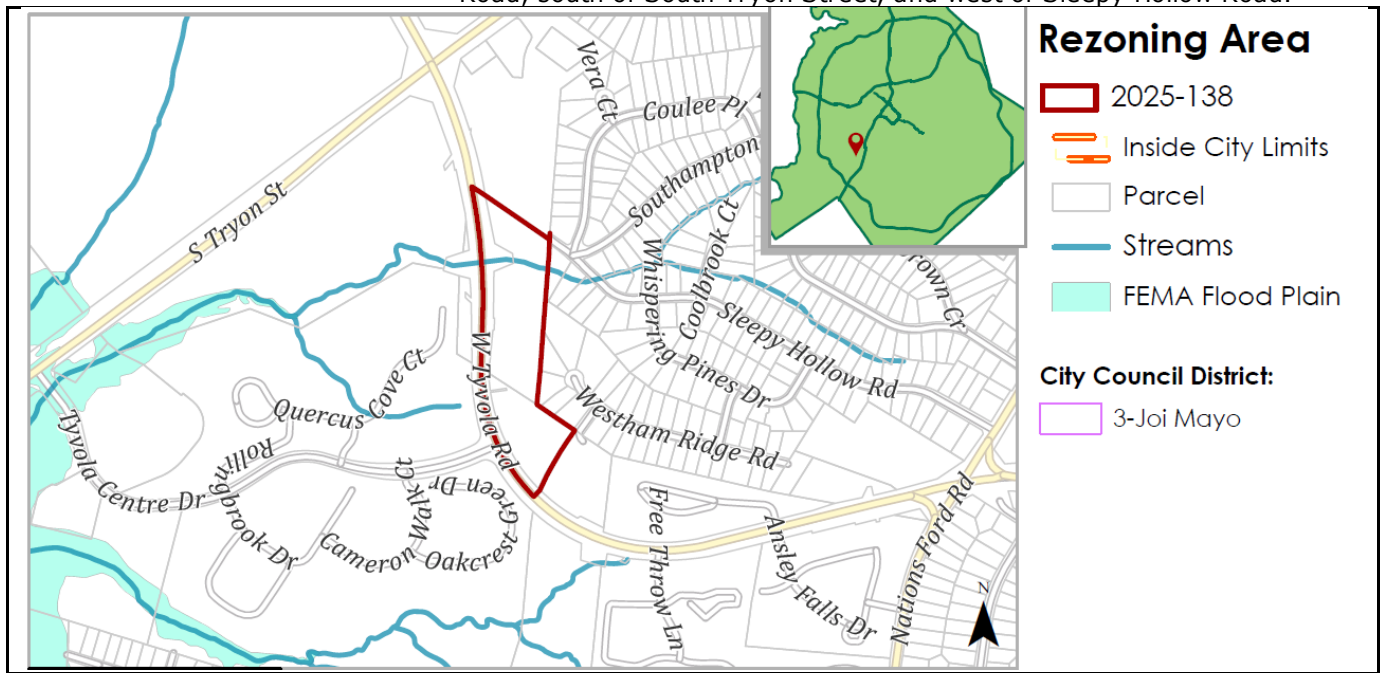 Road, south of South Tryon Street, and west of Sleepy Hollow Road.
Rezoning Area
2025-138
Inside City Limits
Parcel
Streams
FEMA Flood Plain
City Council District:
3-Joi Mayo
Vera Ct
Coulee Pl
Southampton
S Tryon St
Whispering Pines Dr
Coolbrook Ct
Brown Cr
Sleepy Hollow Rd
W Tyvola Rd
Quercus Cove Ct
Westham Ridge Rd
Tyvola Centre Dr
Rollingbrook Dr
Cameron Walk Ct
Oakcrest Green Dr
Free Throw Ln
Ansley Falls Dr
Nations Ford Rd
N